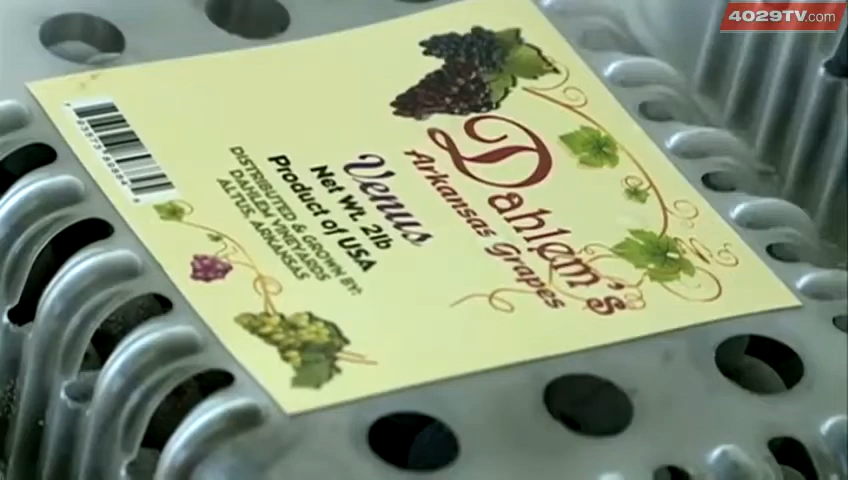 4029TV.com
Dahlem's
Arkansas Grapes
Venus
Net Wt. 2lb
Product of USA
DISTRIBUTED & GROWN BY:
DAHLEM VINEYARDS
ALTUS, ARKANSAS